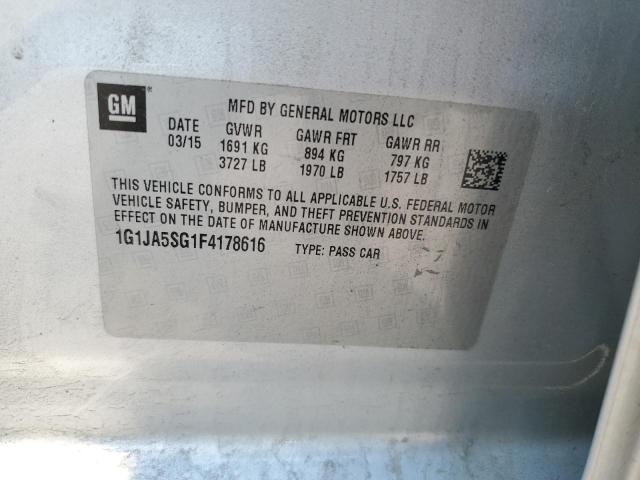 GM
MFD BY GENERAL MOTORS LLC
DATE GVWR GAWR FRT GAWR RR
03/15 1691 KG 894 KG 797 KG
3727 LB 1970 LB 1757 LB
THIS VEHICLE CONFORMS TO ALL APPLICABLE U.S. FEDERAL MOTOR
VEHICLE SAFETY, BUMPER, AND THEFT PREVENTION STANDARDS IN
EFFECT ON THE DATE OF MANUFACTURE SHOWN ABOVE.
1G1JA5SG1F4178616 TYPE: PASS CAR